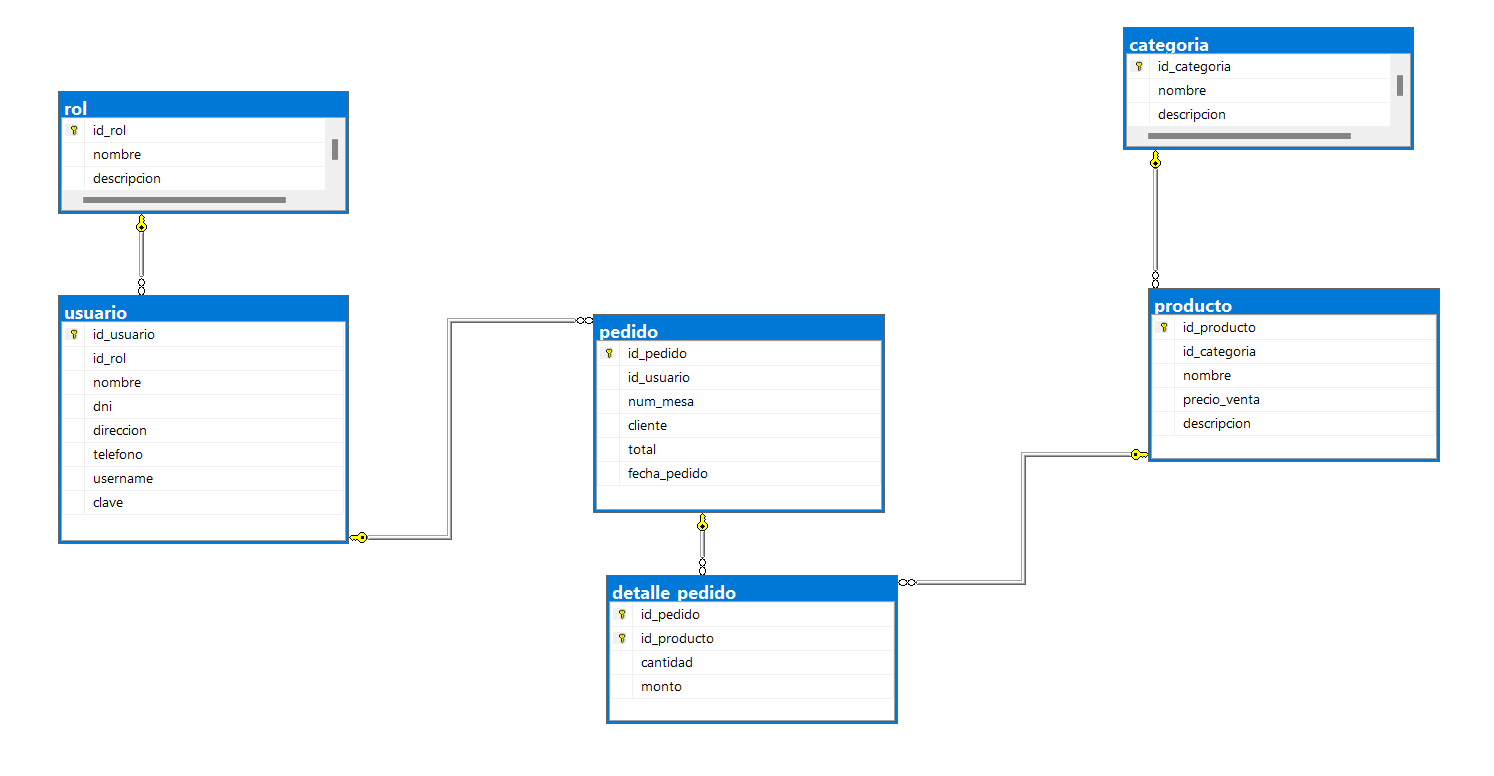 rol
id_rol
nombre
descripcion
usuario
id_usuario
id_rol
nombre
dni
direccion
telefono
username
clave
pedido
id_pedido
id_usuario
num_mesa
cliente
total
fecha_pedido
detalle_pedido
id_pedido
id_producto
cantidad
monto
categoria
id_categoria
nombre
descripcion
producto
id_producto
id_categoria
nombre
precio_venta
descripcion